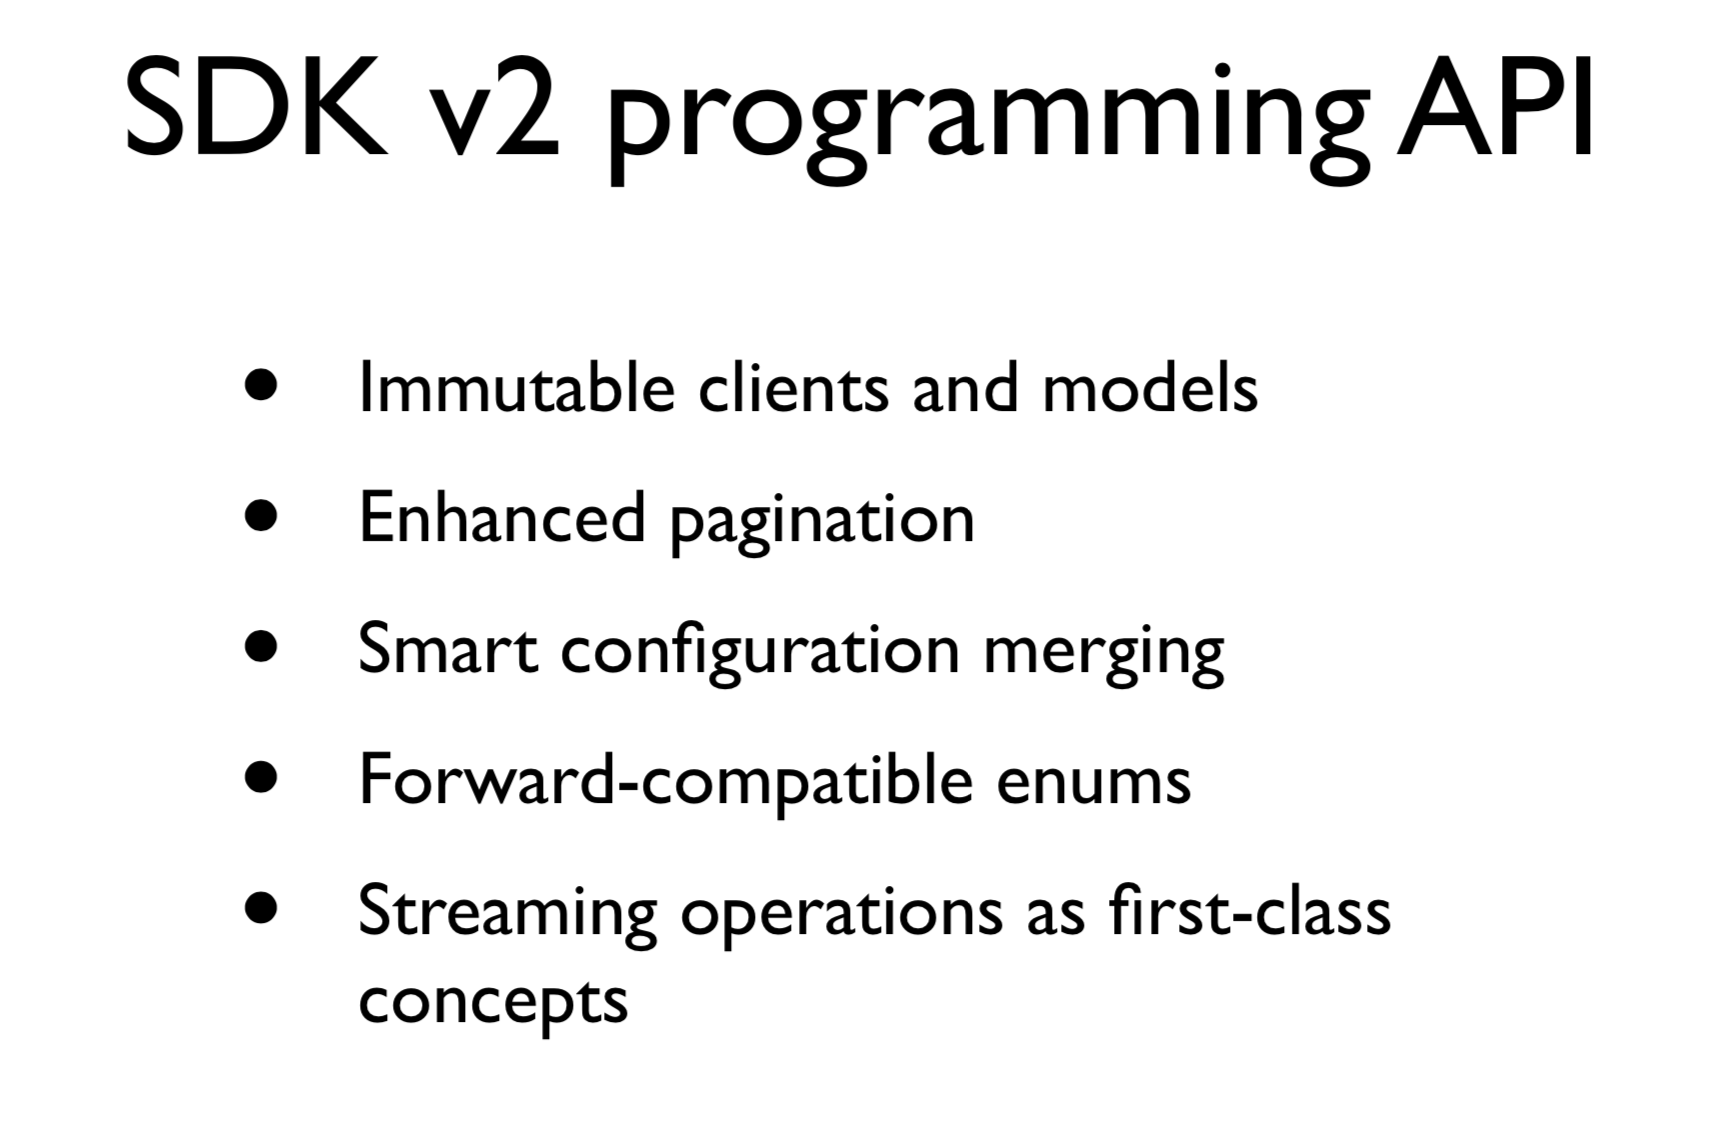 SDK v2 programming API
• Immutable clients and models
• Enhanced pagination
• Smart configuration merging
• Forward-compatible enums
• Streaming operations as first-class
concepts